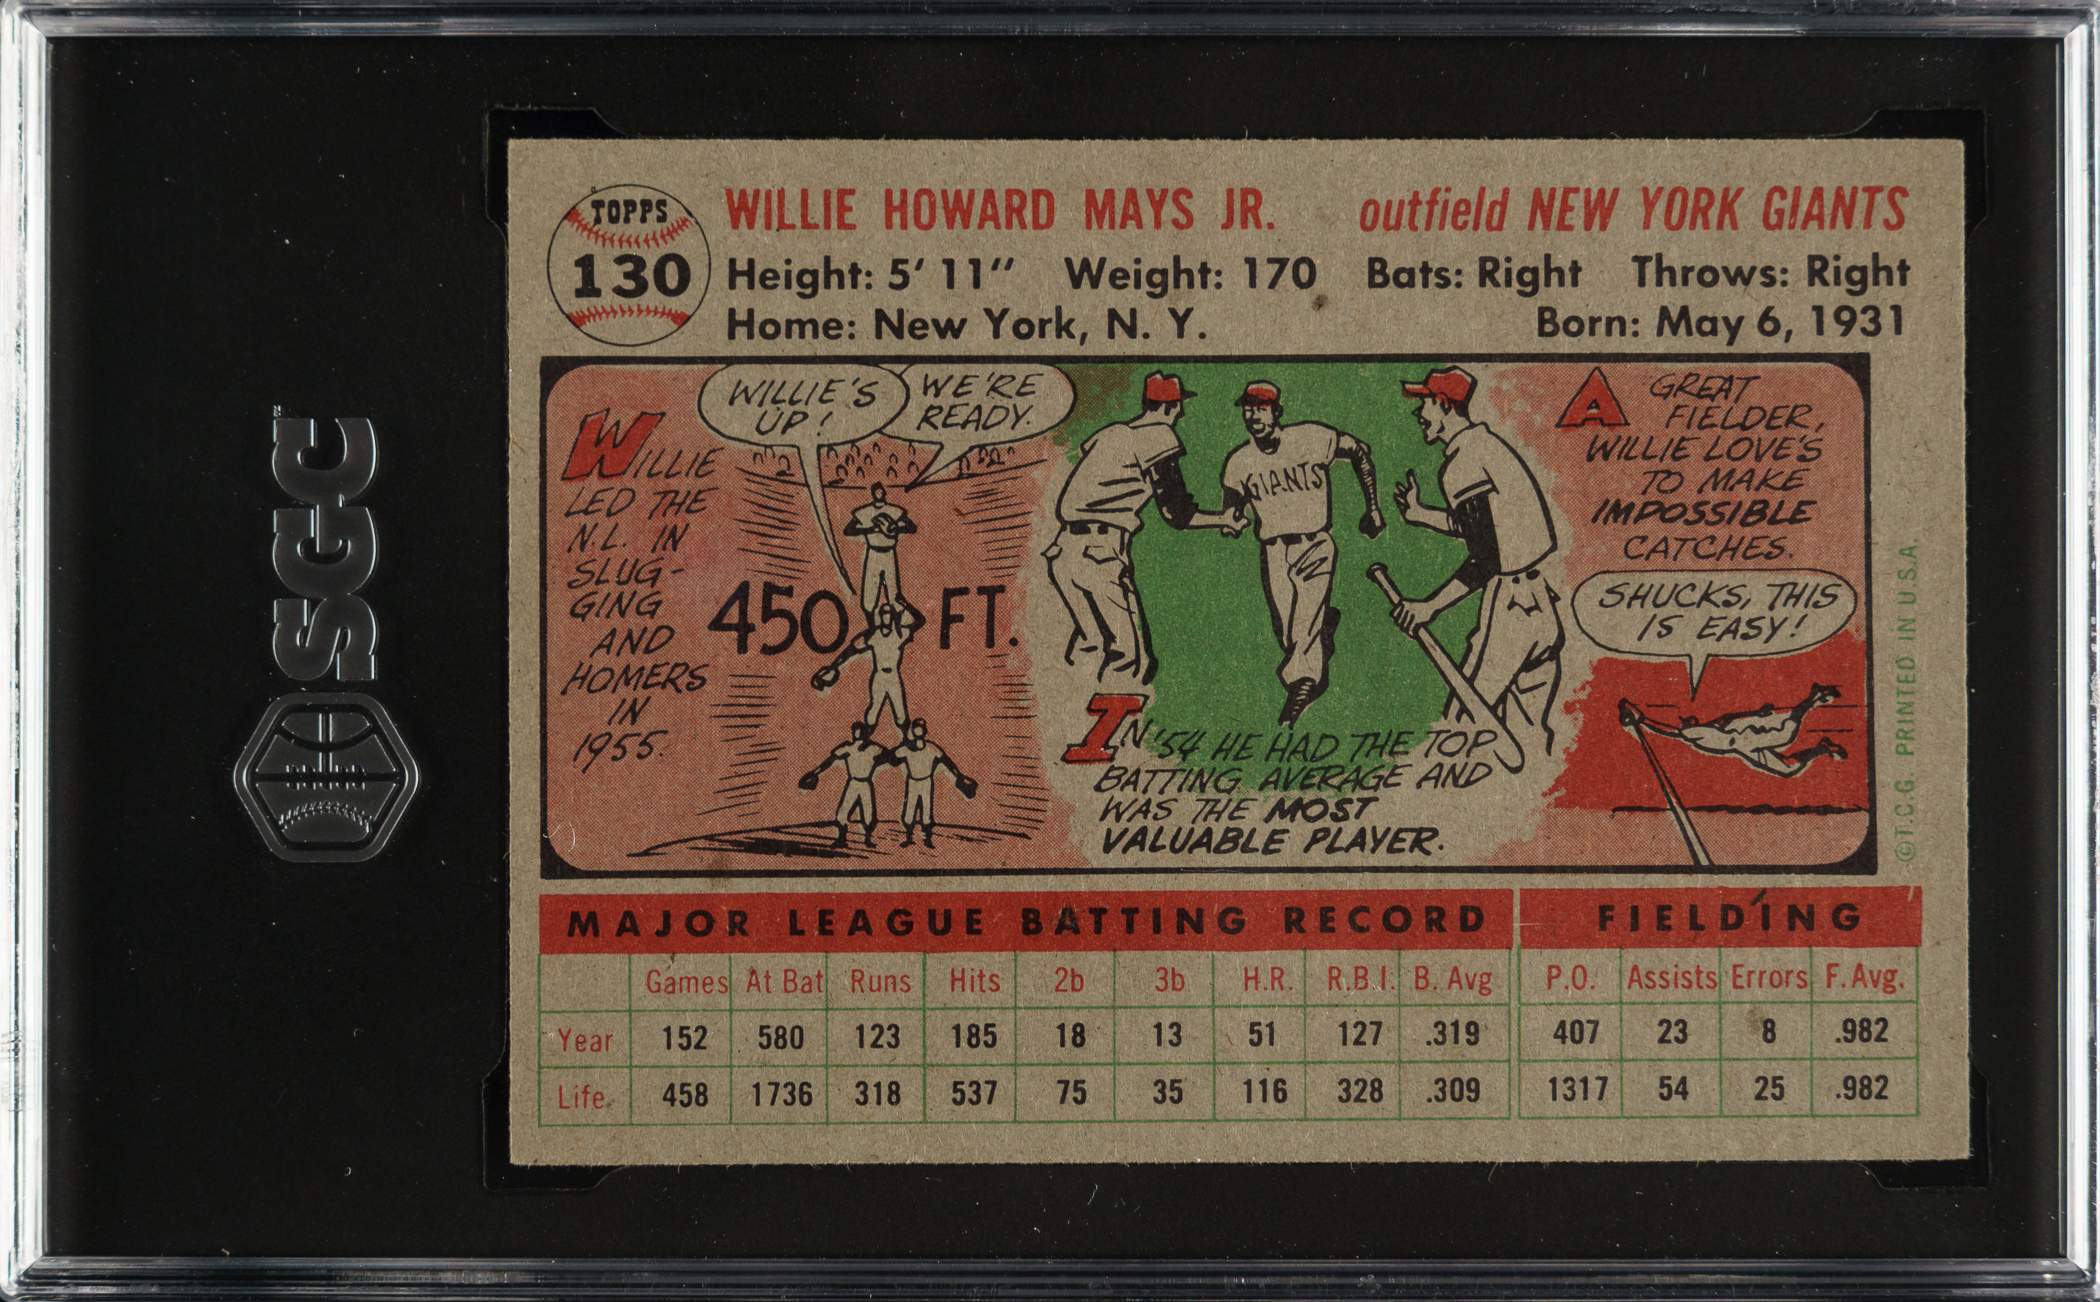 SGC
™
TOPPS
130
WILLIE HOWARD MAYS JR. outfield NEW YORK GIANTS
Height: 5' 11" Weight: 170 Bats: Right Throws: Right
Home: New York, N. Y. Born: May 6, 1931
WILLIE
LED THE
N.L. IN
SLUG-
GING
AND
HOMERS
IN
1955.
WILLIE'S
UP!
WE'RE
READY.
450 FT.
GIANTS
IN '54 HE HAD THE TOP
BATTING AVERAGE AND
WAS THE MOST
VALUABLE PLAYER.
A GREAT
FIELDER,
WILLIE LOVE'S
TO MAKE
IMPOSSIBLE
CATCHES.
SHUCKS, THIS
IS EASY!
©T.C.G. PRINTED IN U.S.A.
MAJOR LEAGUE BATTING RECORD FIELDING
Games At Bat Runs Hits 2b 3b H.R. R.B.I. B. Avg P.O. Assists Errors F. Avg.
Year 152 580 123 185 18 13 51 127 .319 407 23 8 .982
Life 458 1736 318 537 75 35 116 328 .309 1317 54 25 .982